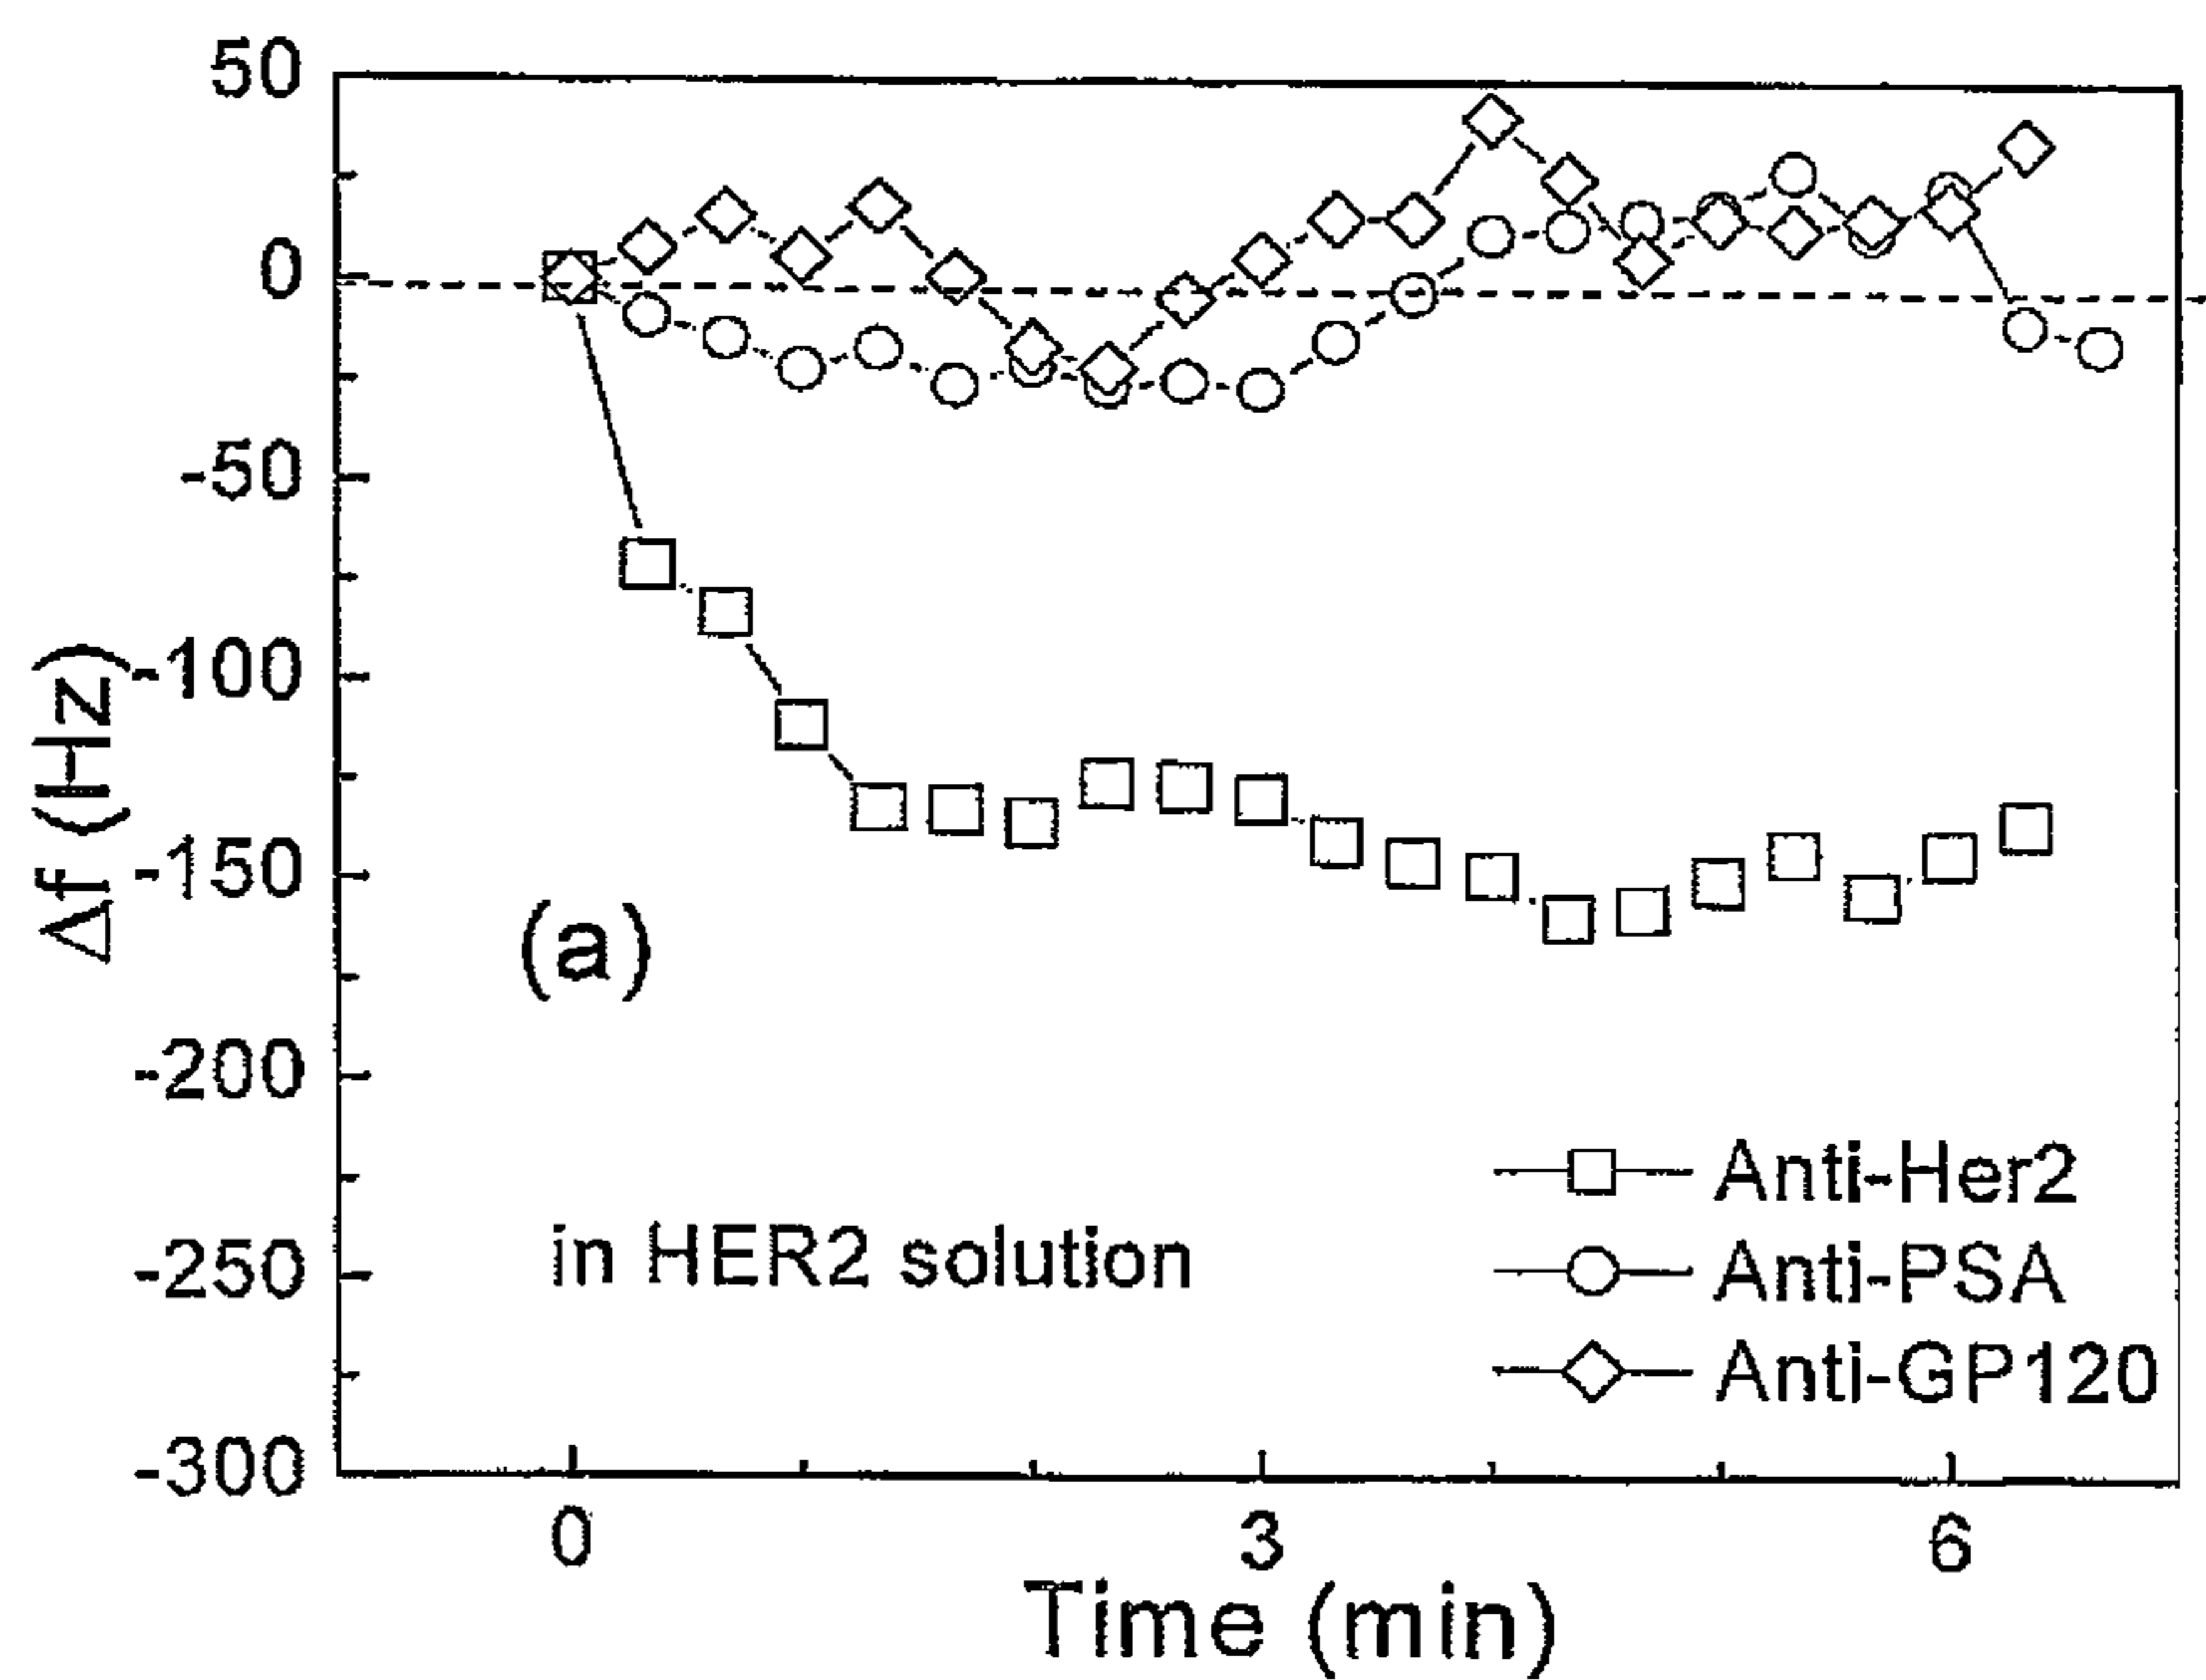 50
0
-50
-100
-150
-200
-250
-300
Δf (Hz)
(a)
in HER2 solution
Anti-Her2
Anti-PSA
Anti-GP120
0 3 6
Time (min)